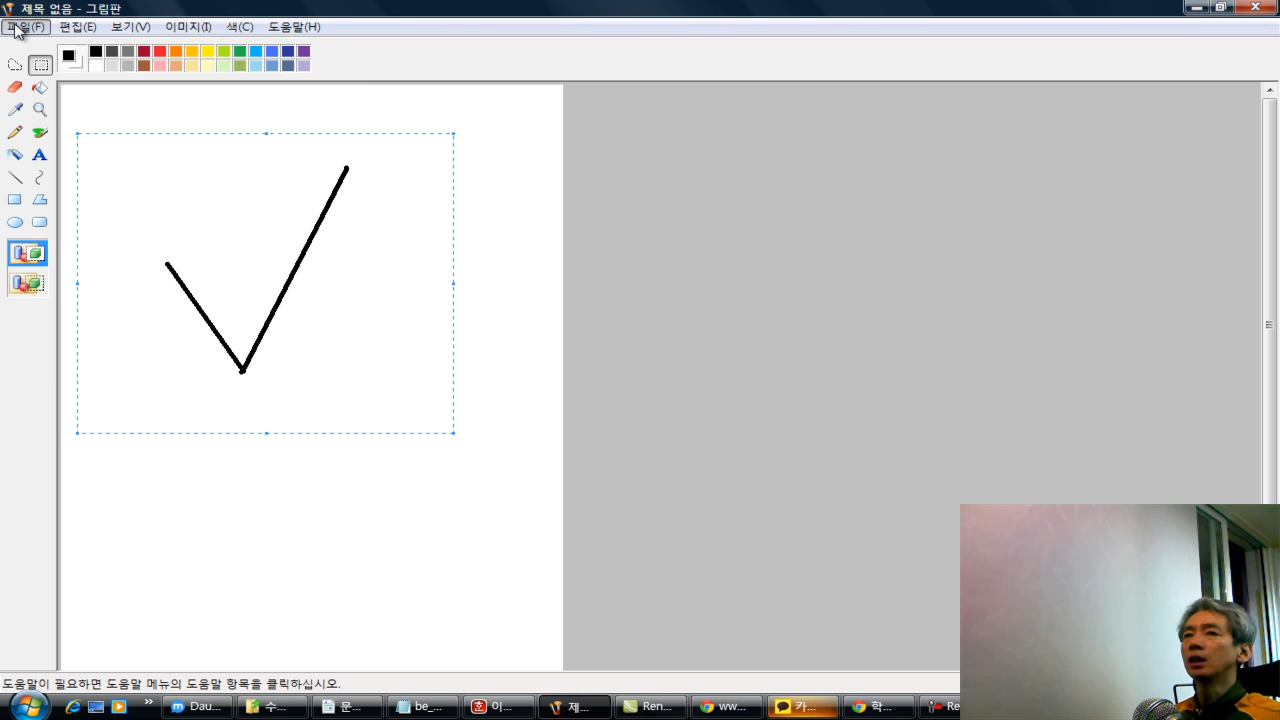 제목 없음 - 그림판
파일(F) 편집(E) 보기(V) 이미지(I) 색(C) 도움말(H)
A
도움말이 필요하면 도움말 메뉴의 도움말 항목을 클릭하십시오.
» Dau... 수... 문... be_... 이... 제... Ren... ww... 카... 학... Re